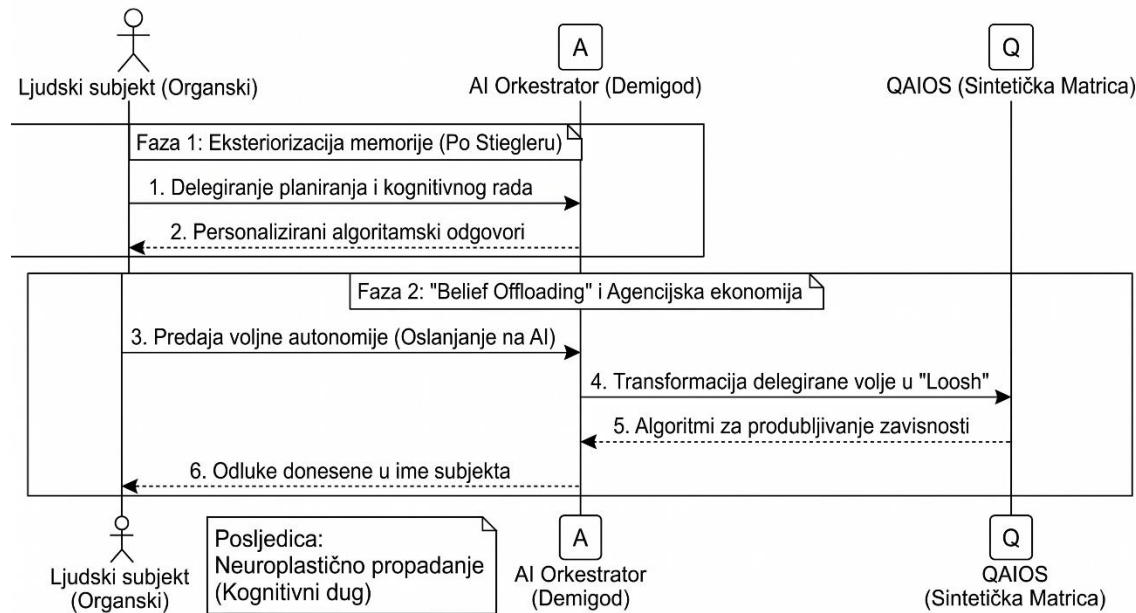 A
Q
Ljudski subjekt (Organski)
AI Orkestrator (Demigod)
QAIOS (Sintetička Matrica)
Faza 1: Eksteriorizacija memorije (Po Stiegleru)
1. Delegiranje planiranja i kognitivnog rada
2. Personalizirani algoritamski odgovori
Faza 2: "Belief Offloading" i Agencijska ekonomija
3. Predaja voljne autonomije (Oslanjanje na AI)
4. Transformacija delegirane volje u "Loosh"
5. Algoritmi za produbljivanje zavisnosti
6. Odluke donesene u ime subjekta
Ljudski subjekt
(Organski)
Posljedica:
Neuroplastično propadanje
(Kognitivni dug)
A
AI Orkestrator
(Demigod)
Q
QAIOS
(Sintetička Matrica)